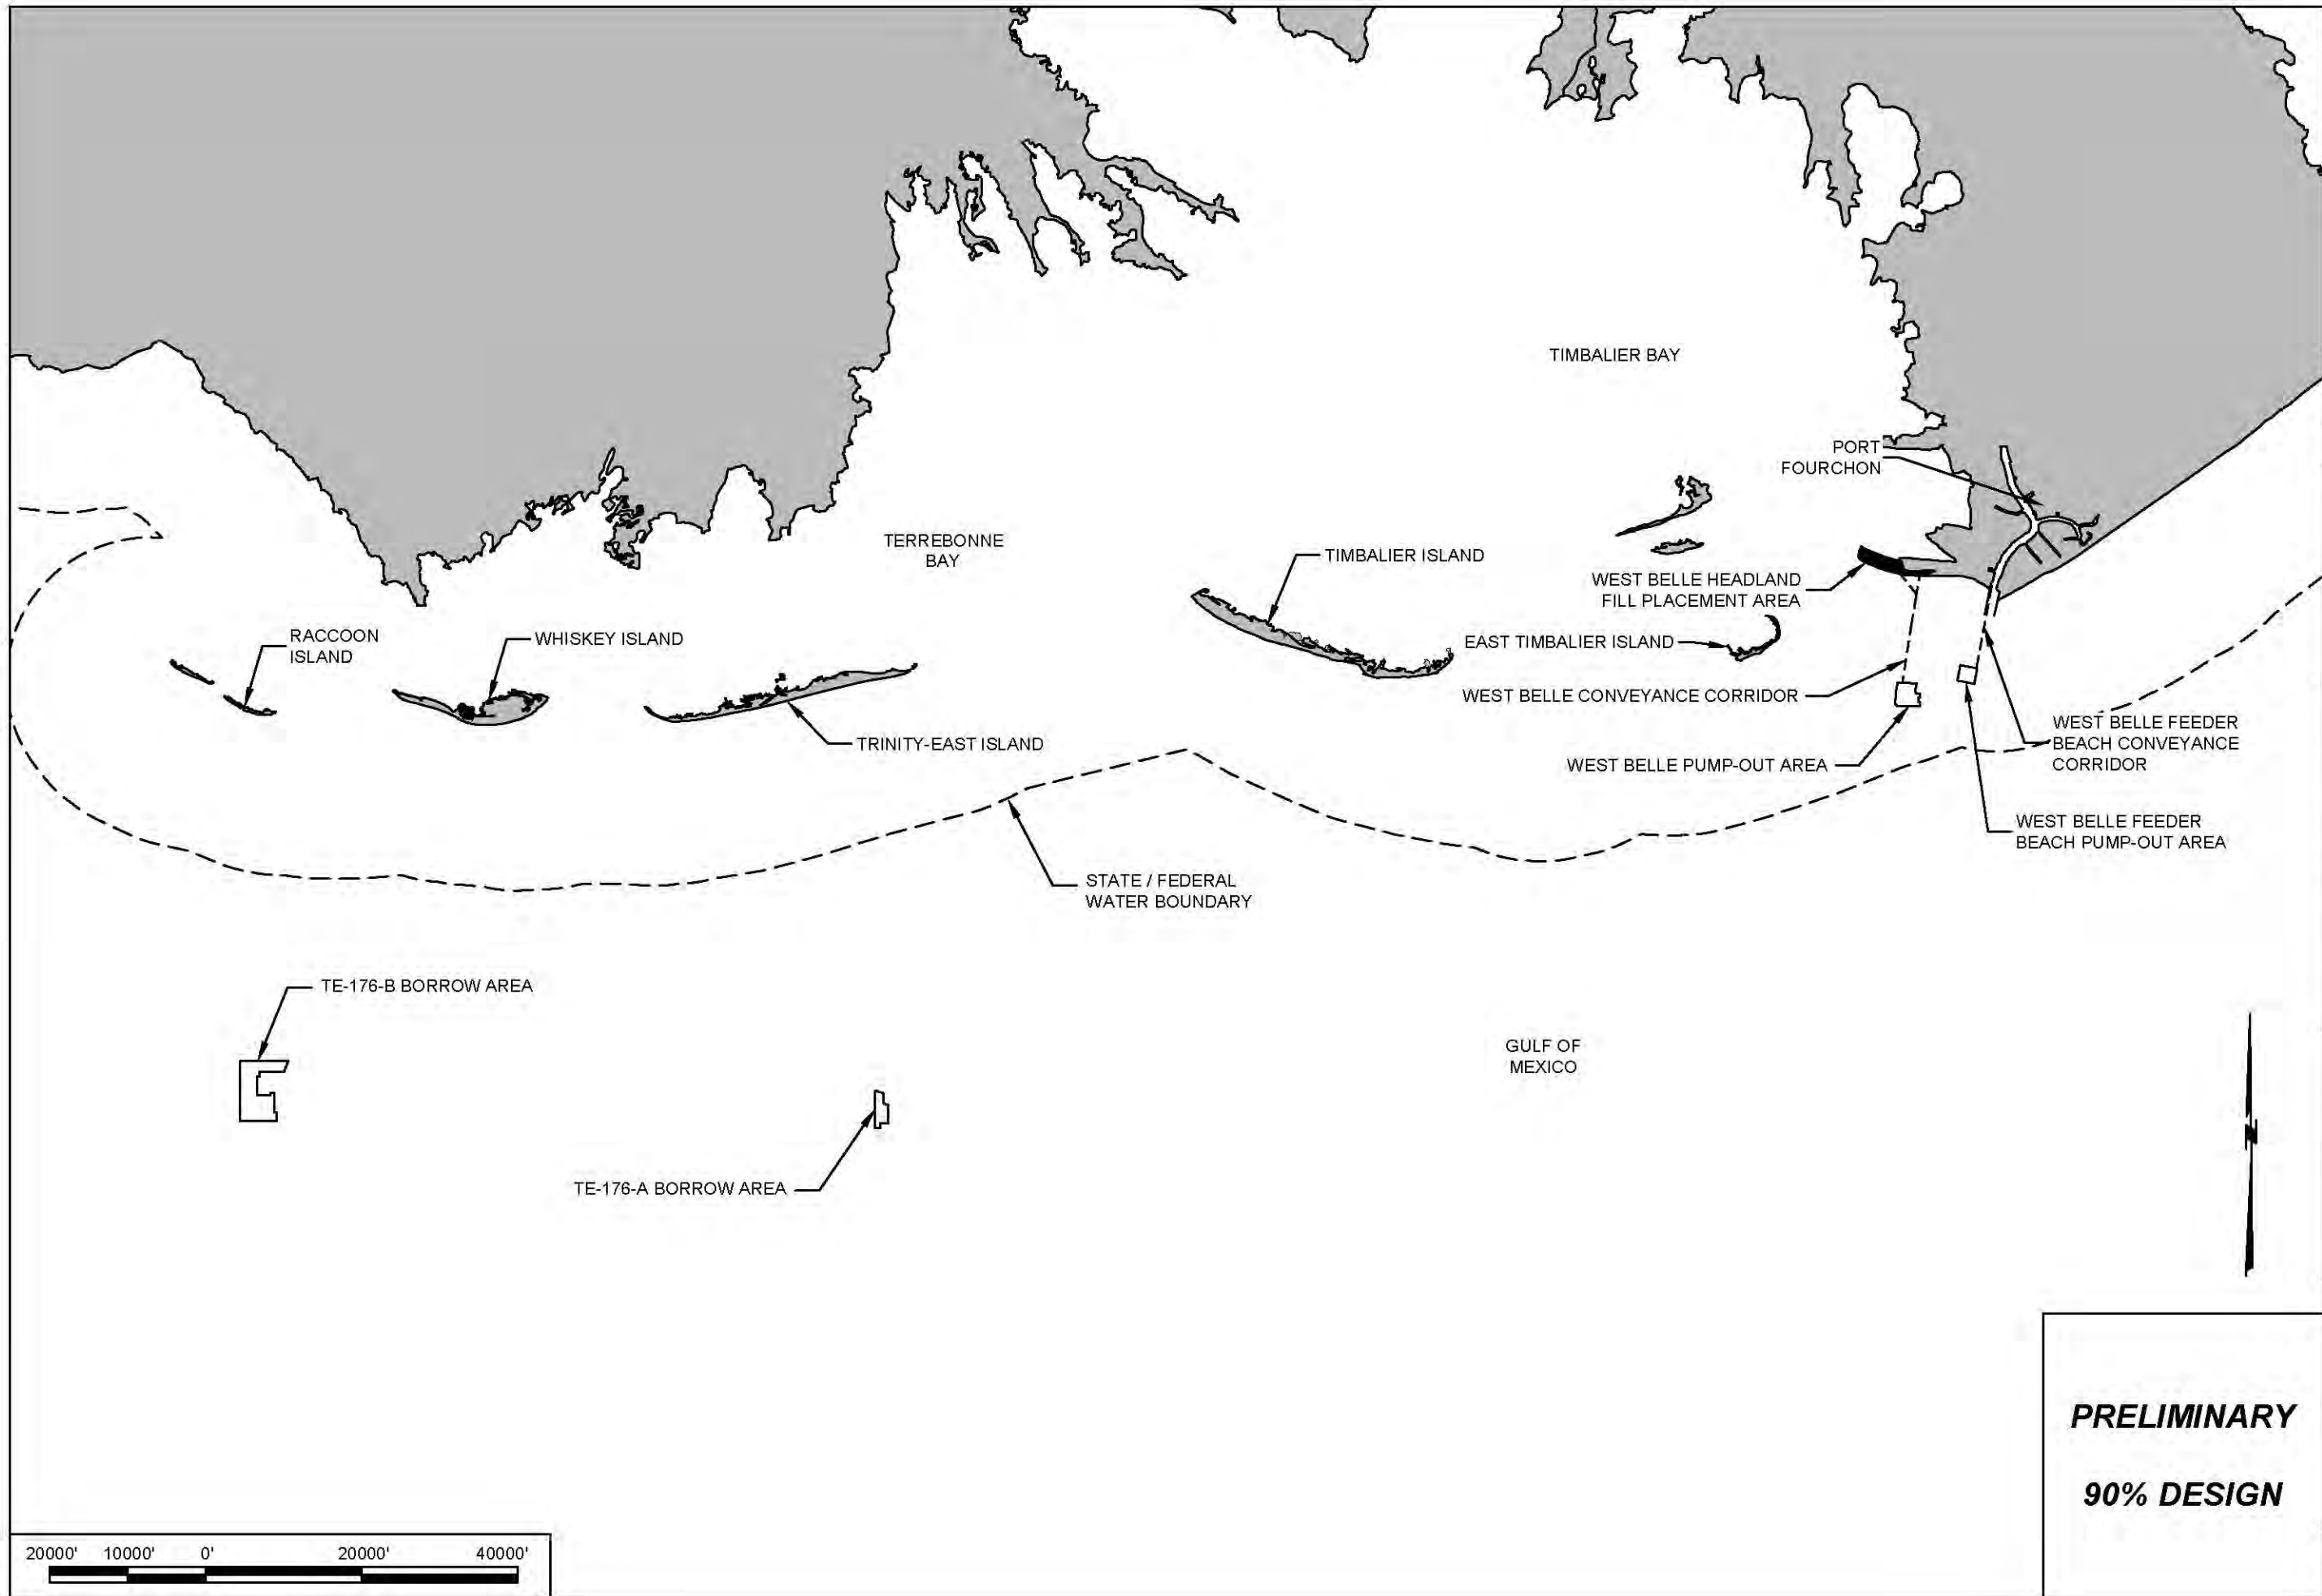 TIMBALIER BAY
PORT
FOURCHON
TERREBONNE
BAY
TIMBALIER ISLAND
WEST BELLE HEADLAND
FILL PLACEMENT AREA
RACCOON
ISLAND
WHISKEY ISLAND
EAST TIMBALIER ISLAND
WEST BELLE CONVEYANCE CORRIDOR
TRINITY-EAST ISLAND
WEST BELLE FEEDER
BEACH CONVEYANCE
CORRIDOR
WEST BELLE PUMP-OUT AREA
WEST BELLE FEEDER
BEACH PUMP-OUT AREA
STATE / FEDERAL
WATER BOUNDARY
TE-176-B BORROW AREA
GULF OF
MEXICO
TE-176-A BORROW AREA
PRELIMINARY
90% DESIGN
20000' 10000' 0' 20000' 40000'